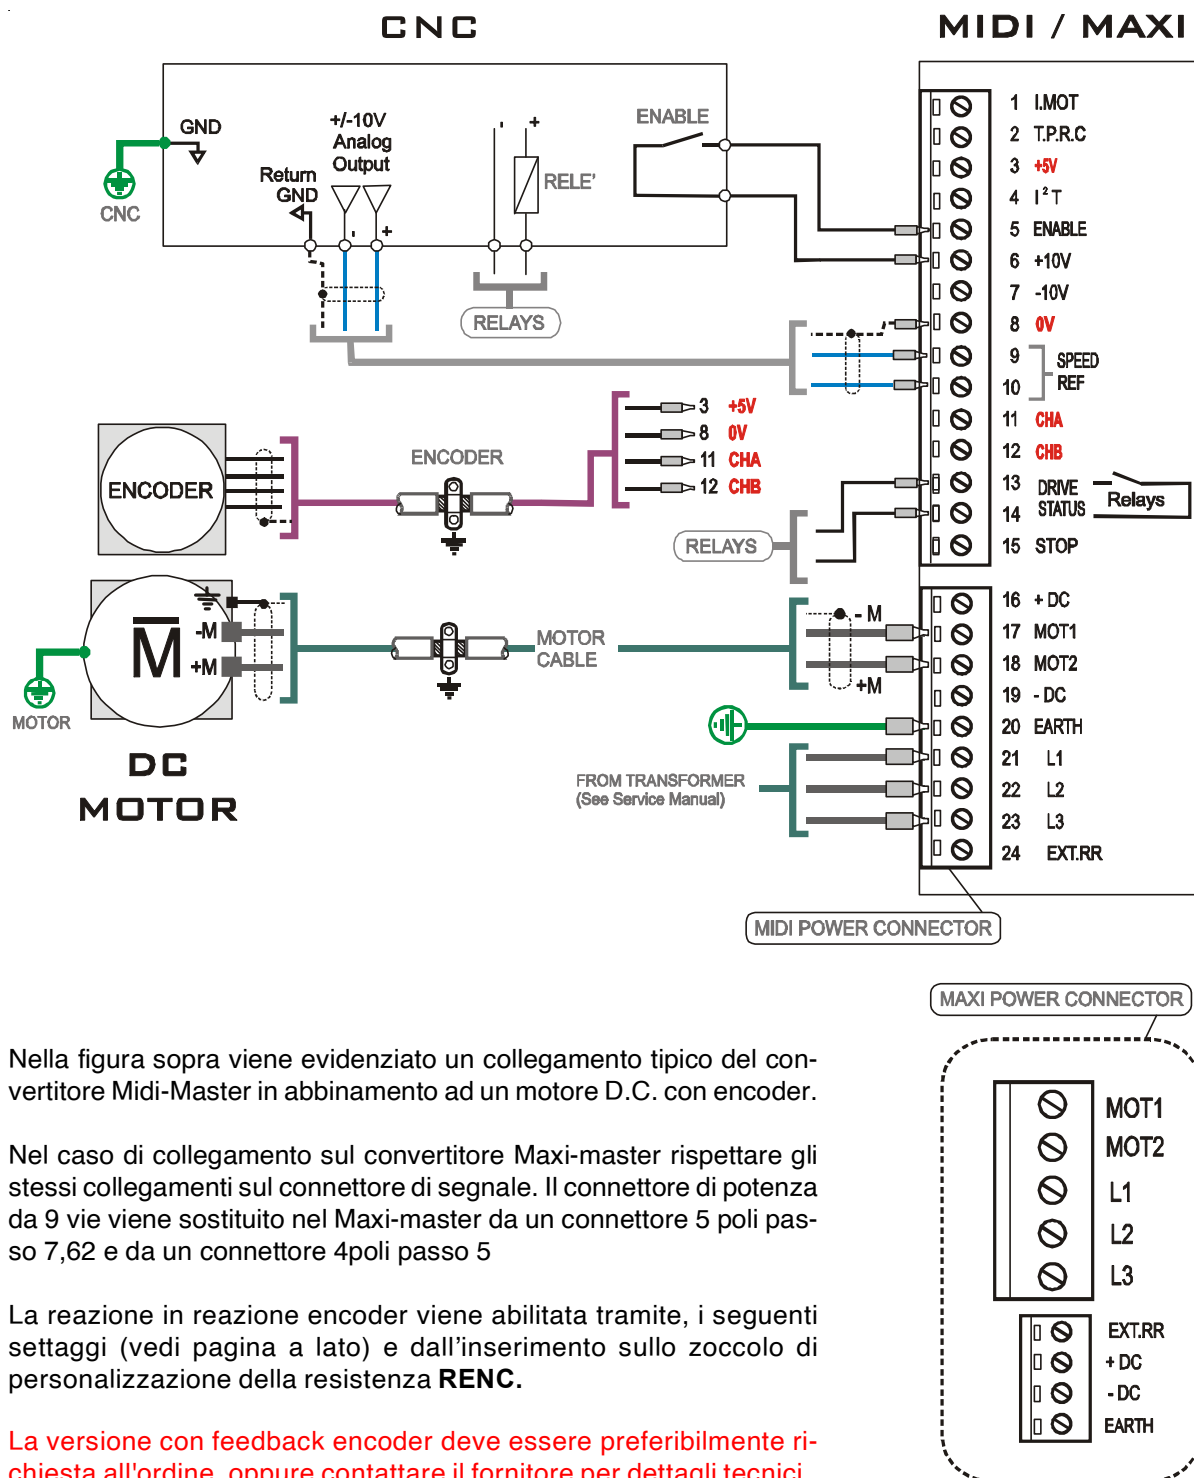 CNC
MIDI / MAXI
GND
+/-10V
Analog
Output
Return
GND
- +
- +
RELE'
ENABLE
CNC
RELAYS
1 I.MOT
2 T.P.R.C
3 +5V
4 I²T
5 ENABLE
6 +10V
7 -10V
8 0V
9 SPEED
10 REF
11 CHA
12 CHB
13 DRIVE
14 STATUS
Relays
15 STOP
16 + DC
17 MOT1
18 MOT2
19 - DC
20 EARTH
21 L1
22 L2
23 L3
24 EXT.RR
ENCODER
ENCODER
3 +5V
8 0V
11 CHA
12 CHB
RELAYS
M
-M
+M
MOTOR
CABLE
- M
+M
MOTOR
DC
MOTOR
FROM TRANSFORMER
(See Service Manual)
MIDI POWER CONNECTOR
MAXI POWER CONNECTOR
MOT1
MOT2
L1
L2
L3
EXT.RR
+ DC
- DC
EARTH
Nella figura sopra viene evidenziato un collegamento tipico del con-
vertitore Midi-Master in abbinamento ad un motore D.C. con encoder.
Nel caso di collegamento sul convertitore Maxi-master rispettare gli
stessi collegamenti sul connettore di segnale. Il connettore di potenza
da 9 vie viene sostituito nel Maxi-master da un connettore 5 poli pas-
so 7,62 e da un connettore 4poli passo 5
La reazione in reazione encoder viene abilitata tramite, i seguenti
settaggi (vedi pagina a lato) e dall'inserimento sullo zoccolo di
personalizzazione della resistenza RENC.
La versione con feedback encoder deve essere preferibilmente ri-
chiesta all'ordine, oppure contattare il fornitore per dettagli tecnici